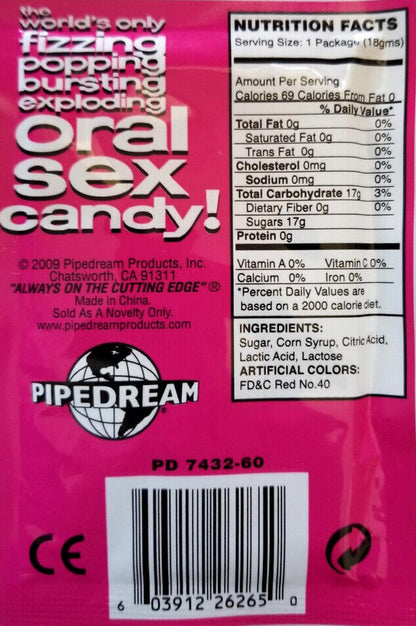 the
world's only
fizzing
popping
bursting
exploding
oral
sex
candy!
© 2009 Pipedream Products, Inc.
Chatsworth, CA 91311
"ALWAYS ON THE CUTTING EDGE"®
Made in China.
Sold As A Novelty Only.
www.pipedreamproducts.com
PIPEDREAM®
NUTRITION FACTS
Serving Size: 1 Package (18gms)
Amount Per Serving
Calories 69 Calories From Fat 0
% Daily Value*
Total Fat 0g 0%
Saturated Fat 0g 0%
Trans Fat 0g 0%
Cholesterol 0mg 0%
Sodium 0mg 0%
Total Carbohydrate 17g 3%
Dietary Fiber 0g 0%
Sugars 17g
Protein 0g
Vitamin A 0% Vitamin C 0%
Calcium 0% Iron 0%
*Percent Daily Values are
based on a 2000 calorie diet.
INGREDIENTS:
Sugar, Corn Syrup, Citric Acid,
Lactic Acid, Lactose
ARTIFICIAL COLORS:
FD&C Red No.40
PD 7432-60
CE
6 03912 26265 0